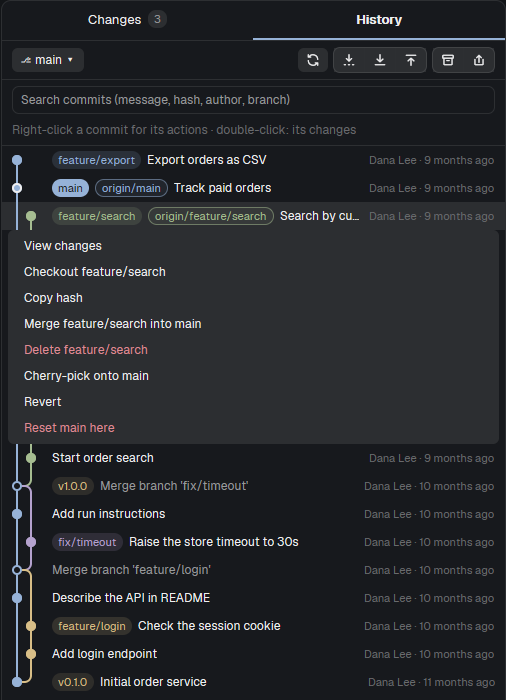 Changes 3 History
main
Search commits (message, hash, author, branch)
Right-click a commit for its actions · double-click: its changes
feature/export Export orders as CSV Dana Lee · 9 months ago
main origin/main Track paid orders Dana Lee · 9 months ago
feature/search origin/feature/search Search by cu... Dana Lee · 9 months ago
View changes
Checkout feature/search
Copy hash
Merge feature/search into main
Delete feature/search
Cherry-pick onto main
Revert
Reset main here
Start order search Dana Lee · 9 months ago
v1.0.0 Merge branch 'fix/timeout' Dana Lee · 10 months ago
Add run instructions Dana Lee · 10 months ago
fix/timeout Raise the store timeout to 30s Dana Lee · 10 months ago
Merge branch 'feature/login' Dana Lee · 10 months ago
Describe the API in README Dana Lee · 10 months ago
feature/login Check the session cookie Dana Lee · 10 months ago
Add login endpoint Dana Lee · 10 months ago
v0.1.0 Initial order service Dana Lee · 11 months ago